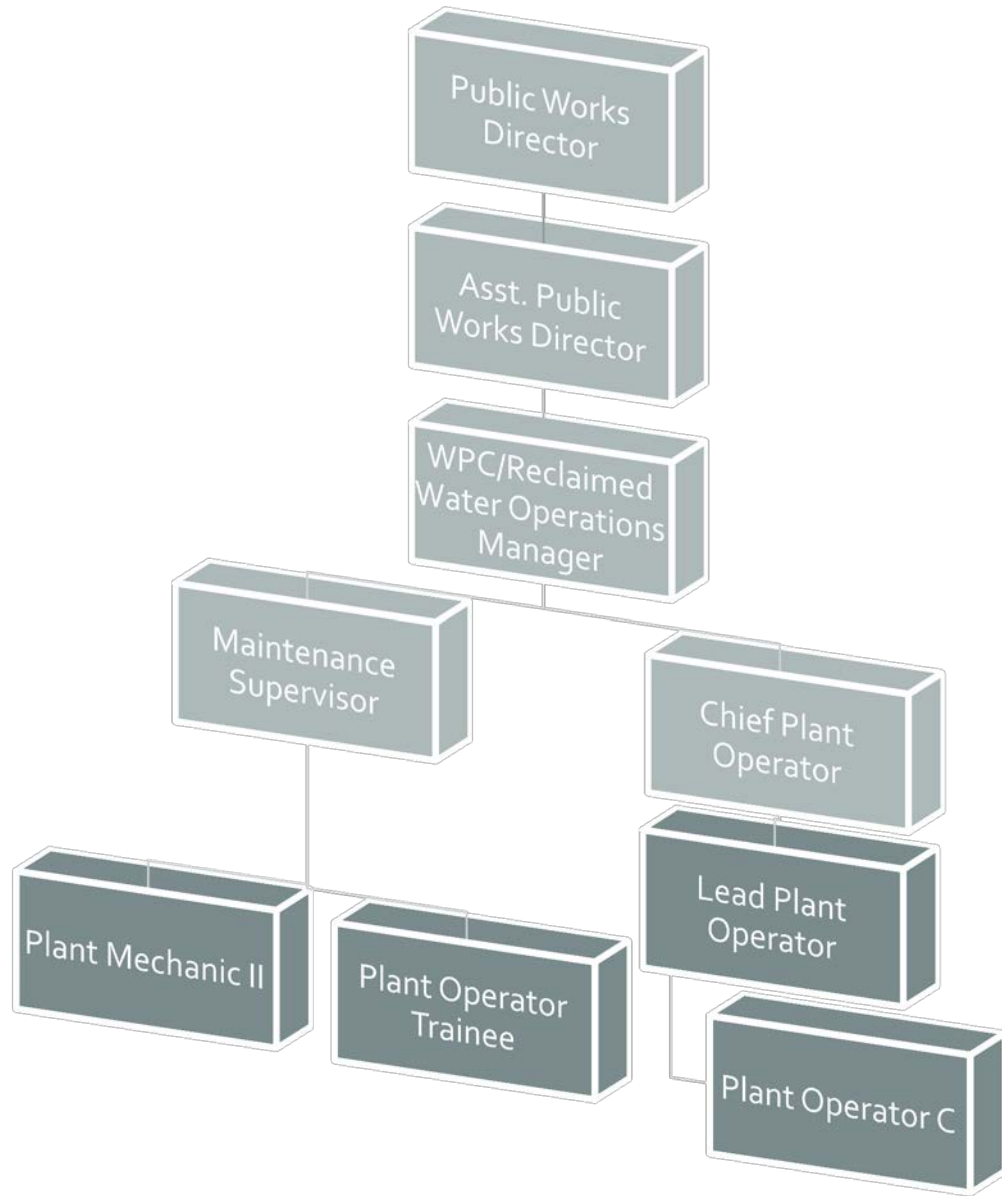 Public Works
Director
Asst. Public
Works Director
WPC/Reclaimed
Water Operations
Manager
Maintenance
Supervisor
Chief Plant
Operator
Plant Mechanic II
Plant Operator
Trainee
Lead Plant
Operator
Plant Operator C